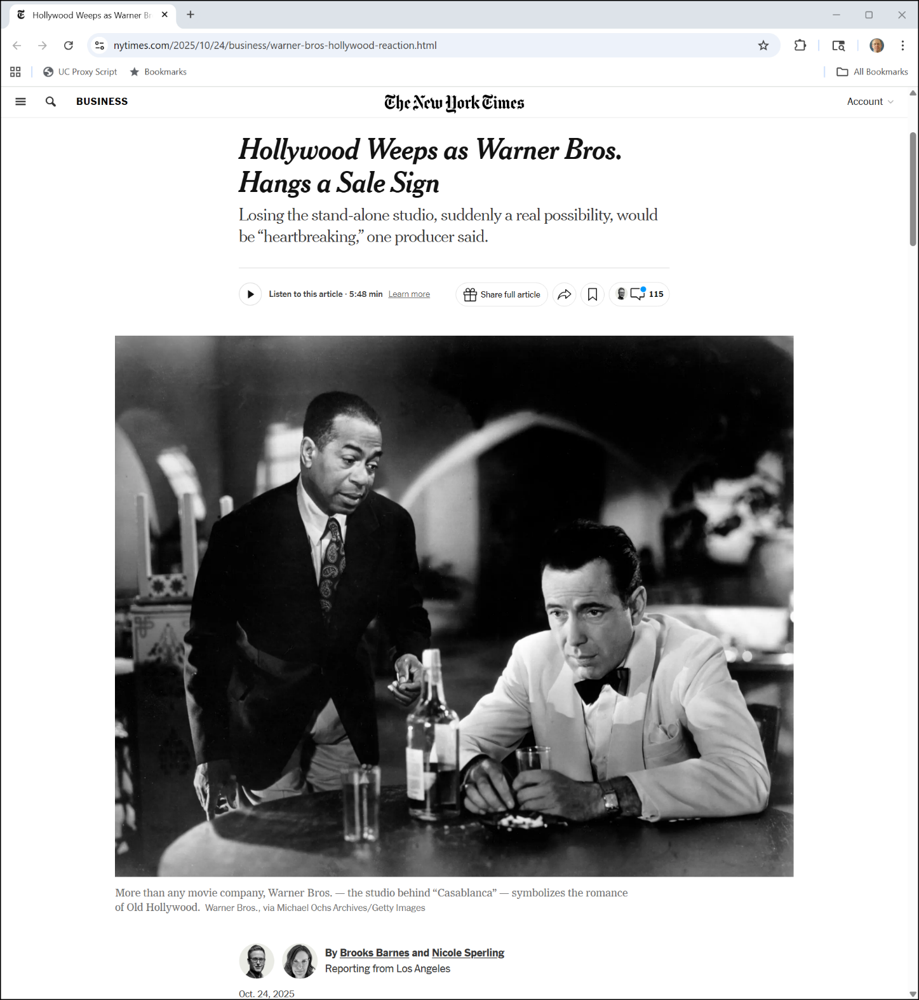 Hollywood Weeps as Warner Br
nytimes.com/2025/10/24/business/warner-bros-hollywood-reaction.html
UC Proxy Script
Bookmarks
All Bookmarks
BUSINESS
The New York Times
Account
Hollywood Weeps as Warner Bros.
Hangs a Sale Sign
Losing the stand-alone studio, suddenly a real possibility, would
be “heartbreaking,” one producer said.
Listen to this article · 5:48 min Learn more
Share full article
115
More than any movie company, Warner Bros. — the studio behind “Casablanca” — symbolizes the romance
of Old Hollywood. Warner Bros., via Michael Ochs Archives/Getty Images
By Brooks Barnes and Nicole Sperling
Reporting from Los Angeles
Oct. 24, 2025